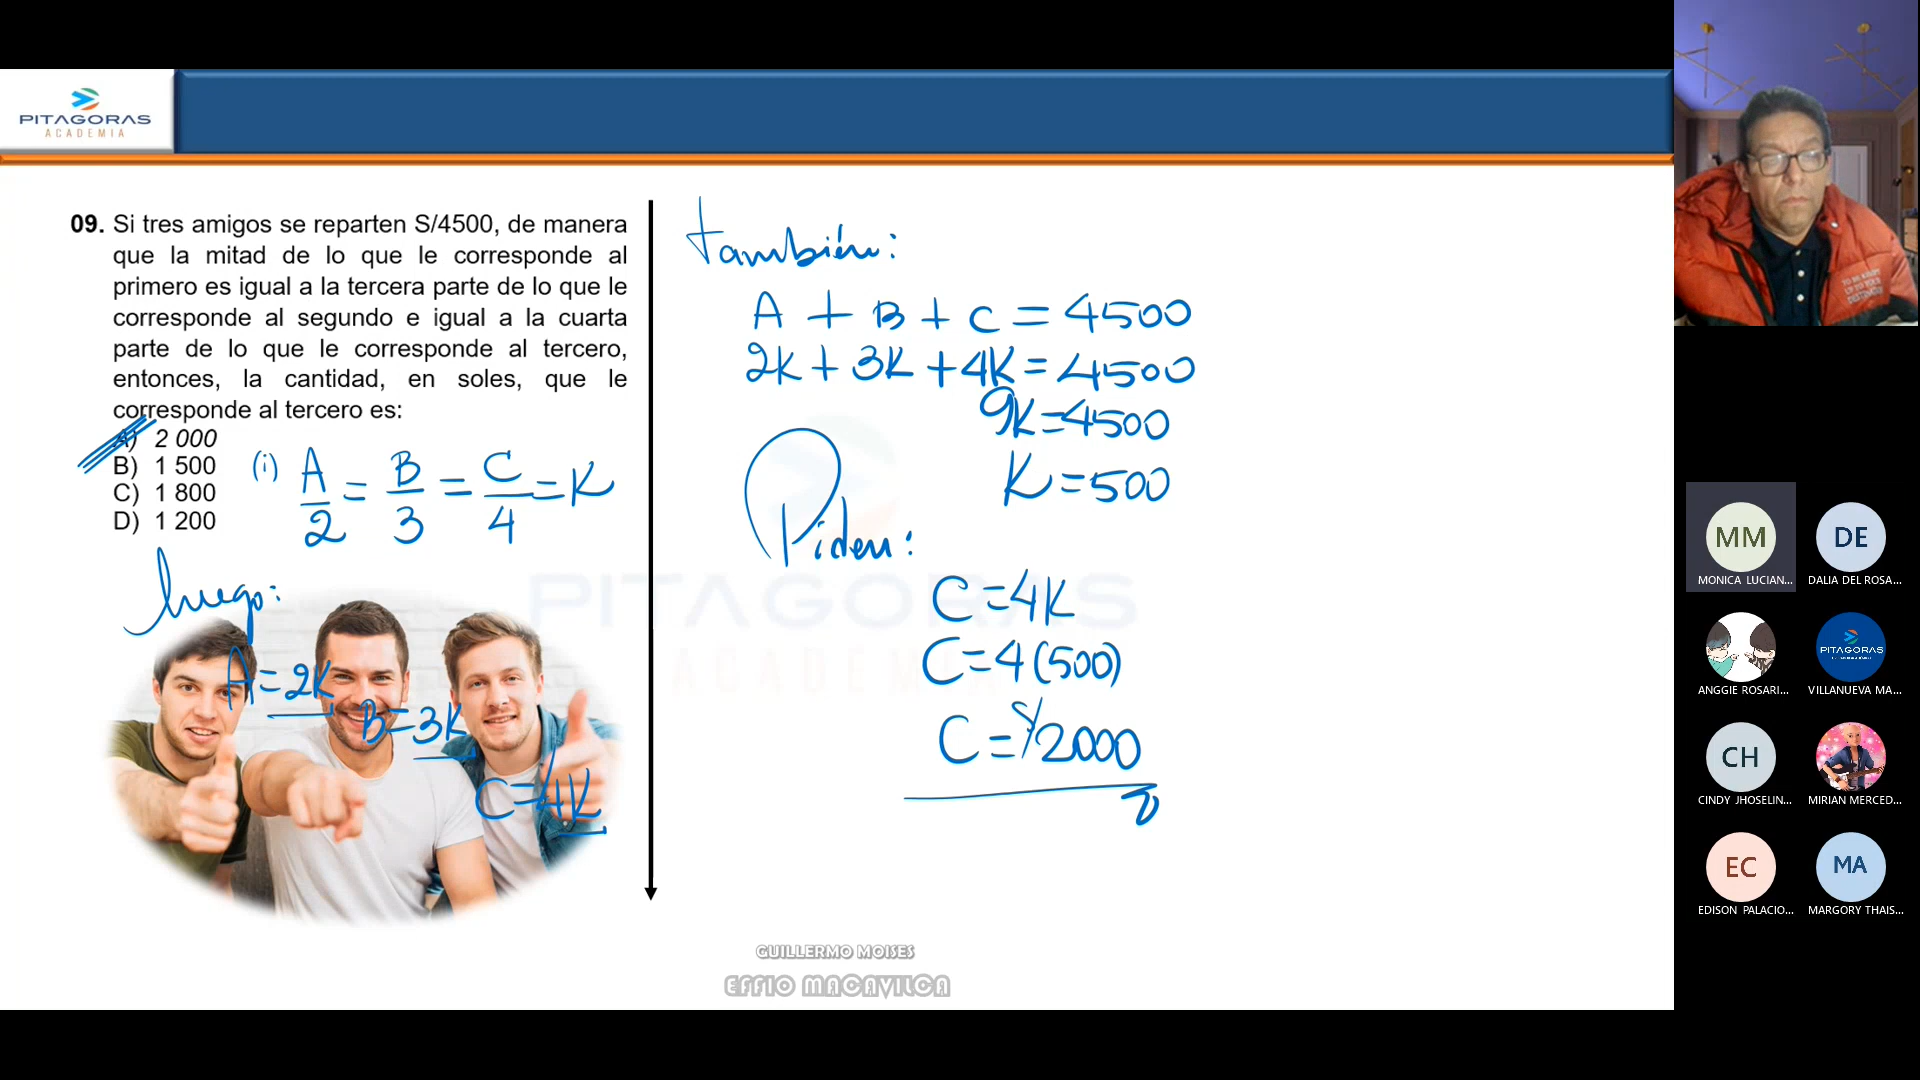 PITAGORAS
ACADEMIA
09. Si tres amigos se reparten S/4500, de manera
que la mitad de lo que le corresponde al
primero es igual a la tercera parte de lo que le
corresponde al segundo e igual a la cuarta
parte de lo que le corresponde al tercero,
entonces, la cantidad, en soles, que le
corresponde al tercero es:
A) 2 000
B) 1 500
C) 1 800
D) 1 200
(i) A/2 = B/3 = C/4 = K
luego:
A = 2K
B = 3K
C = 4K
también:
A + B + C = 4500
2K + 3K + 4K = 4500
9K = 4500
K = 500
Piden:
C = 4K
C = 4(500)
C = S/2000
PITAGORAS
ACADEMIA
GUILLERMO MOISES
EFFIO MACAVILCA
MM
MONICA LUCIAN...
DE
DALIA DEL ROSA...
ANGGIE ROSARI...
PITAGORAS
VILLANUEVA MA...
CH
CINDY JHOSELIN...
MIRIAN MERCED...
EC
EDISON PALACIO...
MA
MARGORY THAIS...